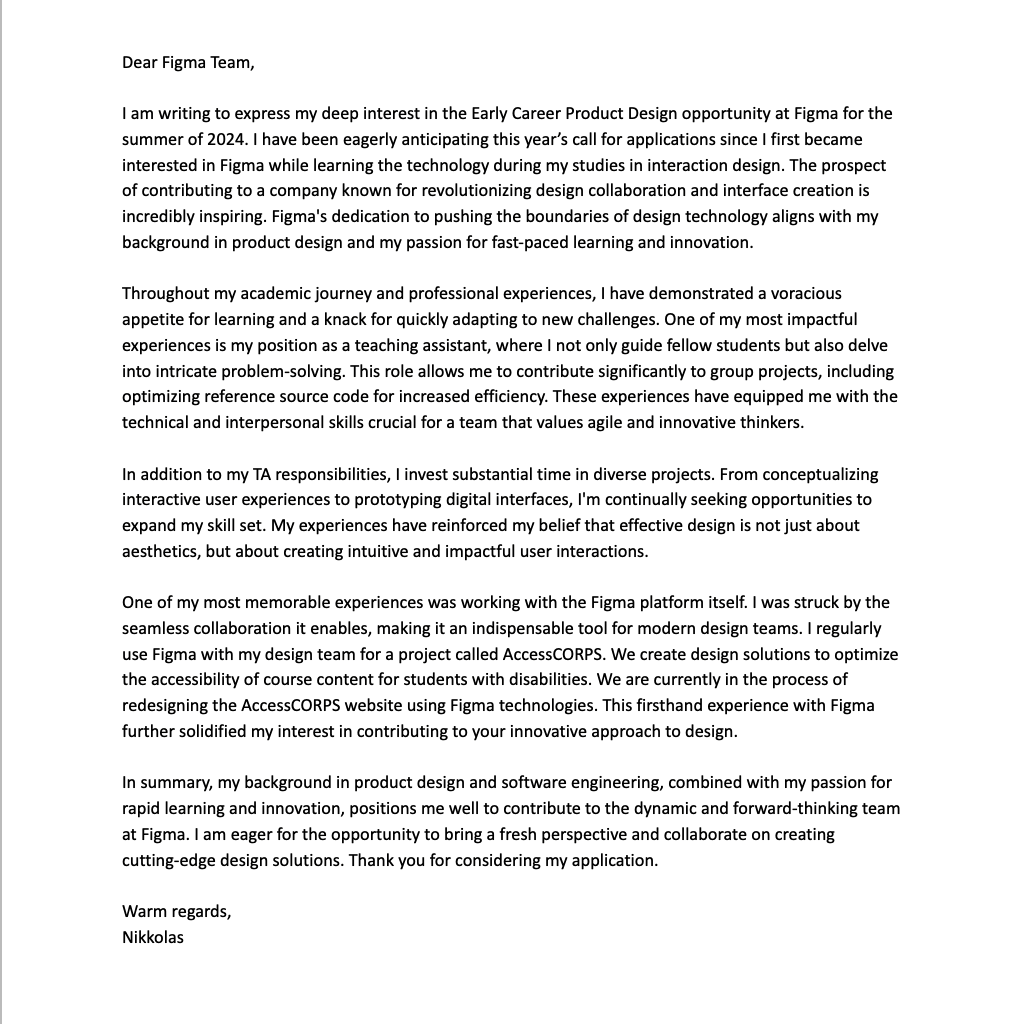 Dear Figma Team,
I am writing to express my deep interest in the Early Career Product Design opportunity at Figma for the
summer of 2024. I have been eagerly anticipating this year’s call for applications since I first became
interested in Figma while learning the technology during my studies in interaction design. The prospect
of contributing to a company known for revolutionizing design collaboration and interface creation is
incredibly inspiring. Figma's dedication to pushing the boundaries of design technology aligns with my
background in product design and my passion for fast-paced learning and innovation.
Throughout my academic journey and professional experiences, I have demonstrated a voracious
appetite for learning and a knack for quickly adapting to new challenges. One of my most impactful
experiences is my position as a teaching assistant, where I not only guide fellow students but also delve
into intricate problem-solving. This role allows me to contribute significantly to group projects, including
optimizing reference source code for increased efficiency. These experiences have equipped me with the
technical and interpersonal skills crucial for a team that values agile and innovative thinkers.
In addition to my TA responsibilities, I invest substantial time in diverse projects. From conceptualizing
interactive user experiences to prototyping digital interfaces, I'm continually seeking opportunities to
expand my skill set. My experiences have reinforced my belief that effective design is not just about
aesthetics, but about creating intuitive and impactful user interactions.
One of my most memorable experiences was working with the Figma platform itself. I was struck by the
seamless collaboration it enables, making it an indispensable tool for modern design teams. I regularly
use Figma with my design team for a project called AccessCORPS. We create design solutions to optimize
the accessibility of course content for students with disabilities. We are currently in the process of
redesigning the AccessCORPS website using Figma technologies. This firsthand experience with Figma
further solidified my interest in contributing to your innovative approach to design.
In summary, my background in product design and software engineering, combined with my passion for
rapid learning and innovation, positions me well to contribute to the dynamic and forward-thinking team
at Figma. I am eager for the opportunity to bring a fresh perspective and collaborate on creating
cutting-edge design solutions. Thank you for considering my application.
Warm regards,
Nikkolas